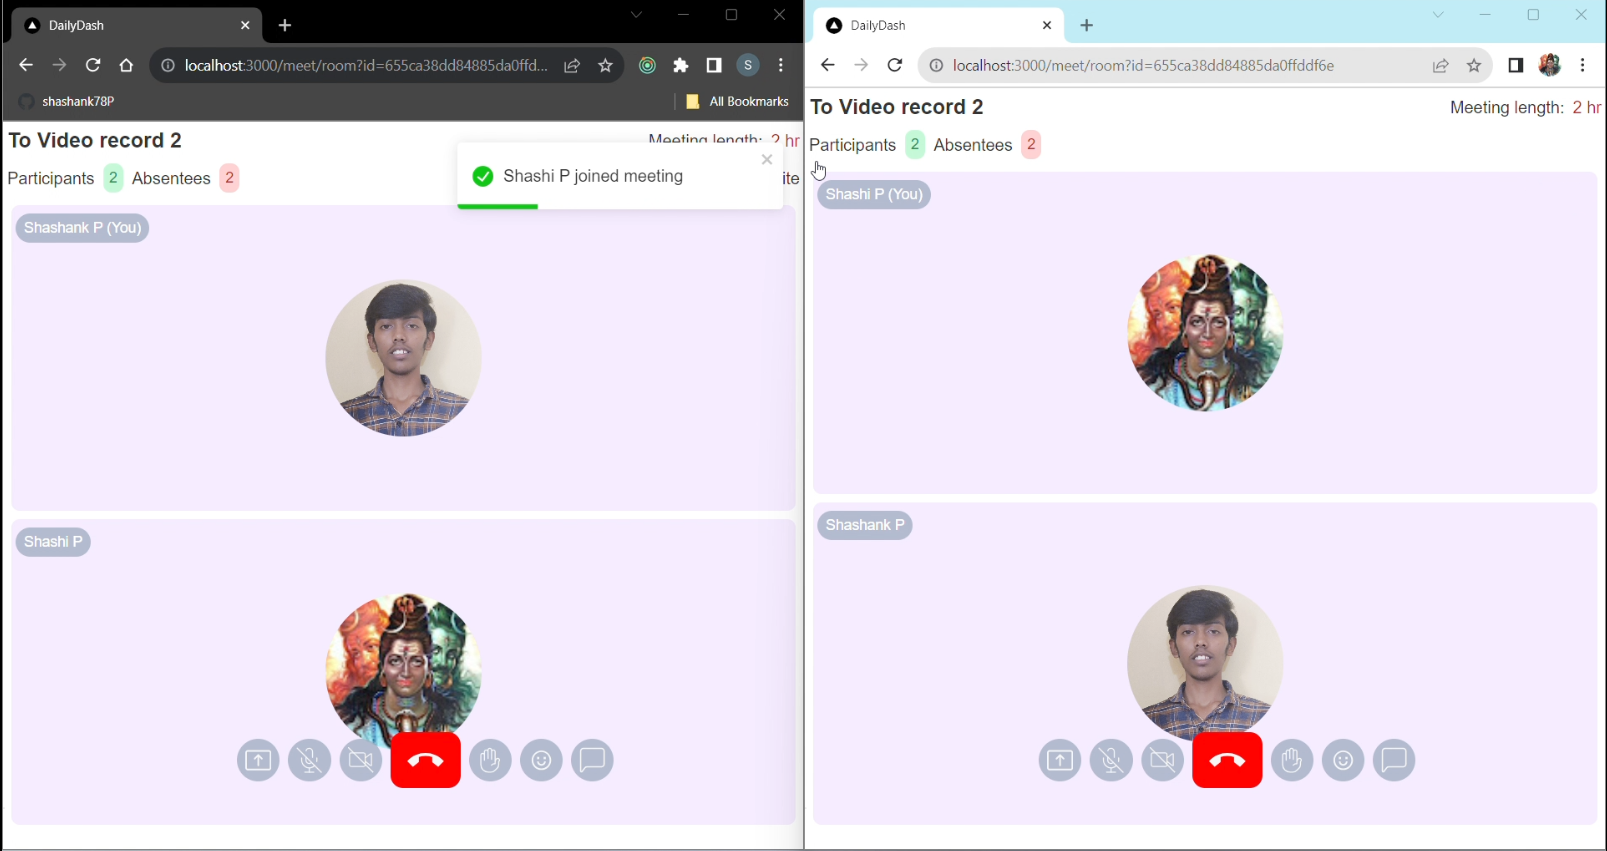 DailyDash
localhost:3000/meet/room?id=655ca38dd84885da0ffd...
S
shashank78P
All Bookmarks
To Video record 2
Meeting length: 2 hr
Participants 2 Absentees 2
ite
Shashi P joined meeting
Shashank P (You)
Shashi P
DailyDash
localhost:3000/meet/room?id=655ca38dd84885da0ffddf6e
To Video record 2
Meeting length: 2 hr
Participants 2 Absentees 2
Shashi P (You)
Shashank P